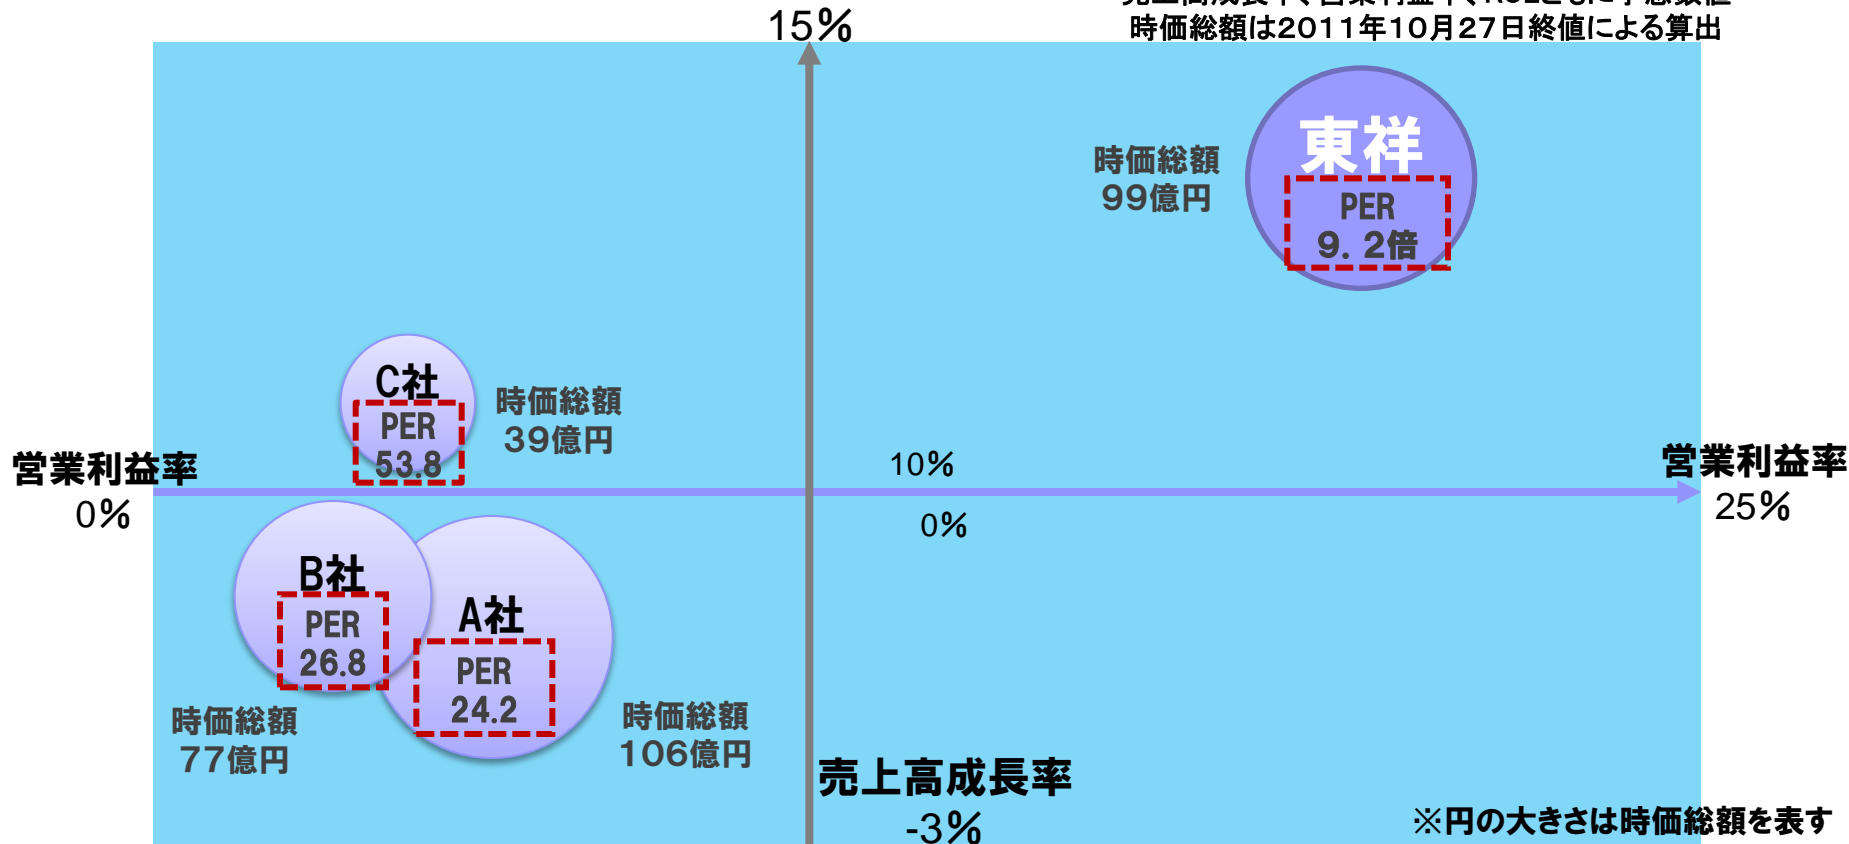 時価総額は2011年10月27日終値による算出
15%
東祥
時価総額
99億円
PER
9.2倍
C社
PER
53.8
時価総額
39億円
営業利益率
0%
10%
0%
営業利益率
25%
B社
PER
26.8
A社
PER
24.2
時価総額
77億円
時価総額
106億円
売上高成長率
-3%
※円の大きさは時価総額を表す